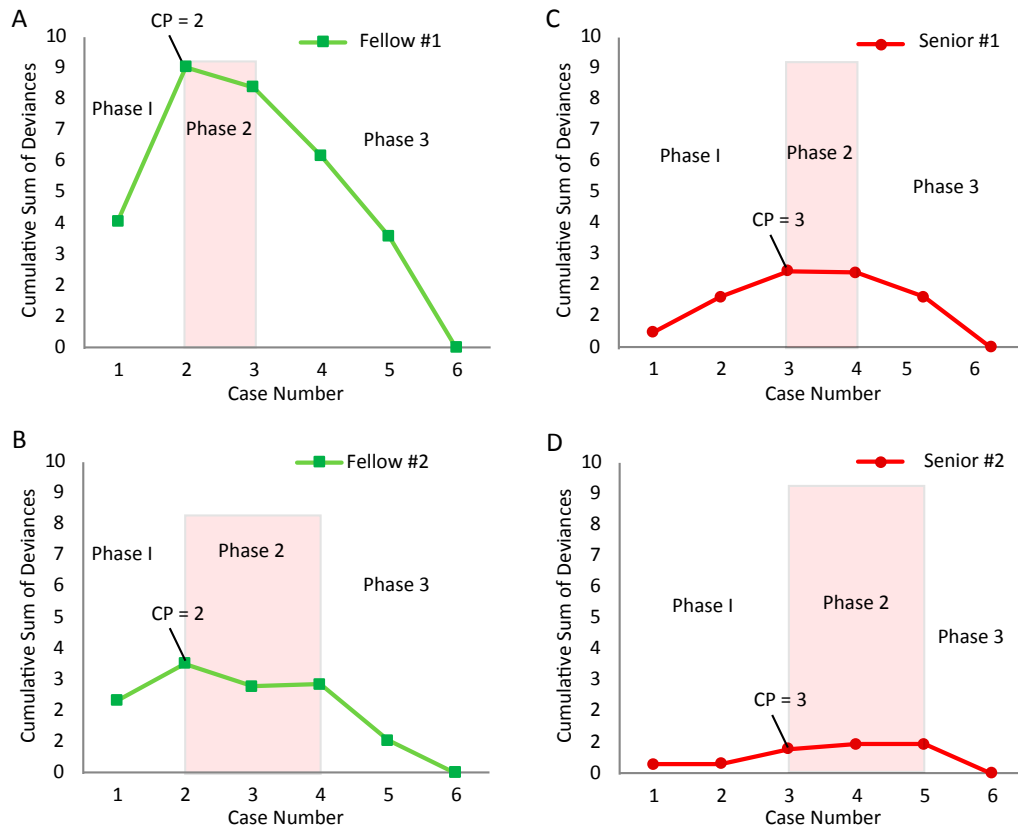 A
CP = 2
Fellow #1
10
9
8
7
6
5
4
3
2
2
0
Cumulative Sum of Deviances
Phase I
Phase 2
Phase 3
1 2 3 4 5 6
Case Number
B
Fellow #2
10
9
8
7
6
5
4
3
2
2
0
Cumulative Sum of Deviances
Phase I
Phase 2
Phase 3
CP = 2
1 2 3 4 5 6
Case Number
C
Senior #1
10
9
8
7
6
5
4
3
2
2
0
Cumulative Sum of Deviances
Phase I
Phase 2
Phase 3
CP = 3
1 2 3 4 5 6
Case Number
D
Senior #2
10
9
8
7
6
5
4
3
2
2
0
Cumulative Sum of Deviances
Phase I
Phase 2
Phase 3
CP = 3
1 2 3 4 5 6
Case Number